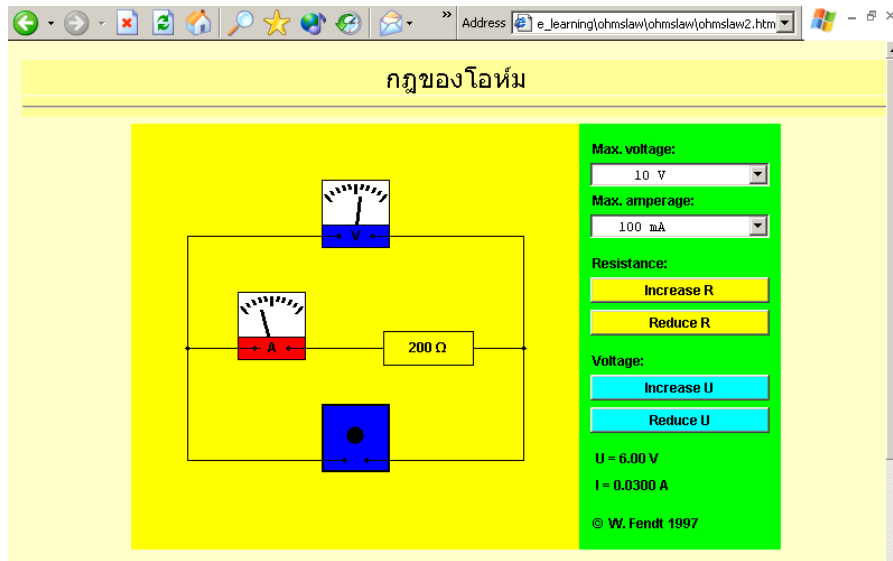 » Address e_learning\ohmslaw\ohmslaw\ohmslaw2.htm
กฎของโอห์ม
Max. voltage:
10 V
Max. amperage:
100 mA
Resistance:
Increase R
Reduce R
Voltage:
Increase U
Reduce U
U = 6.00 V
I = 0.0300 A
© W. Fendt 1997
V
A
200 Ω